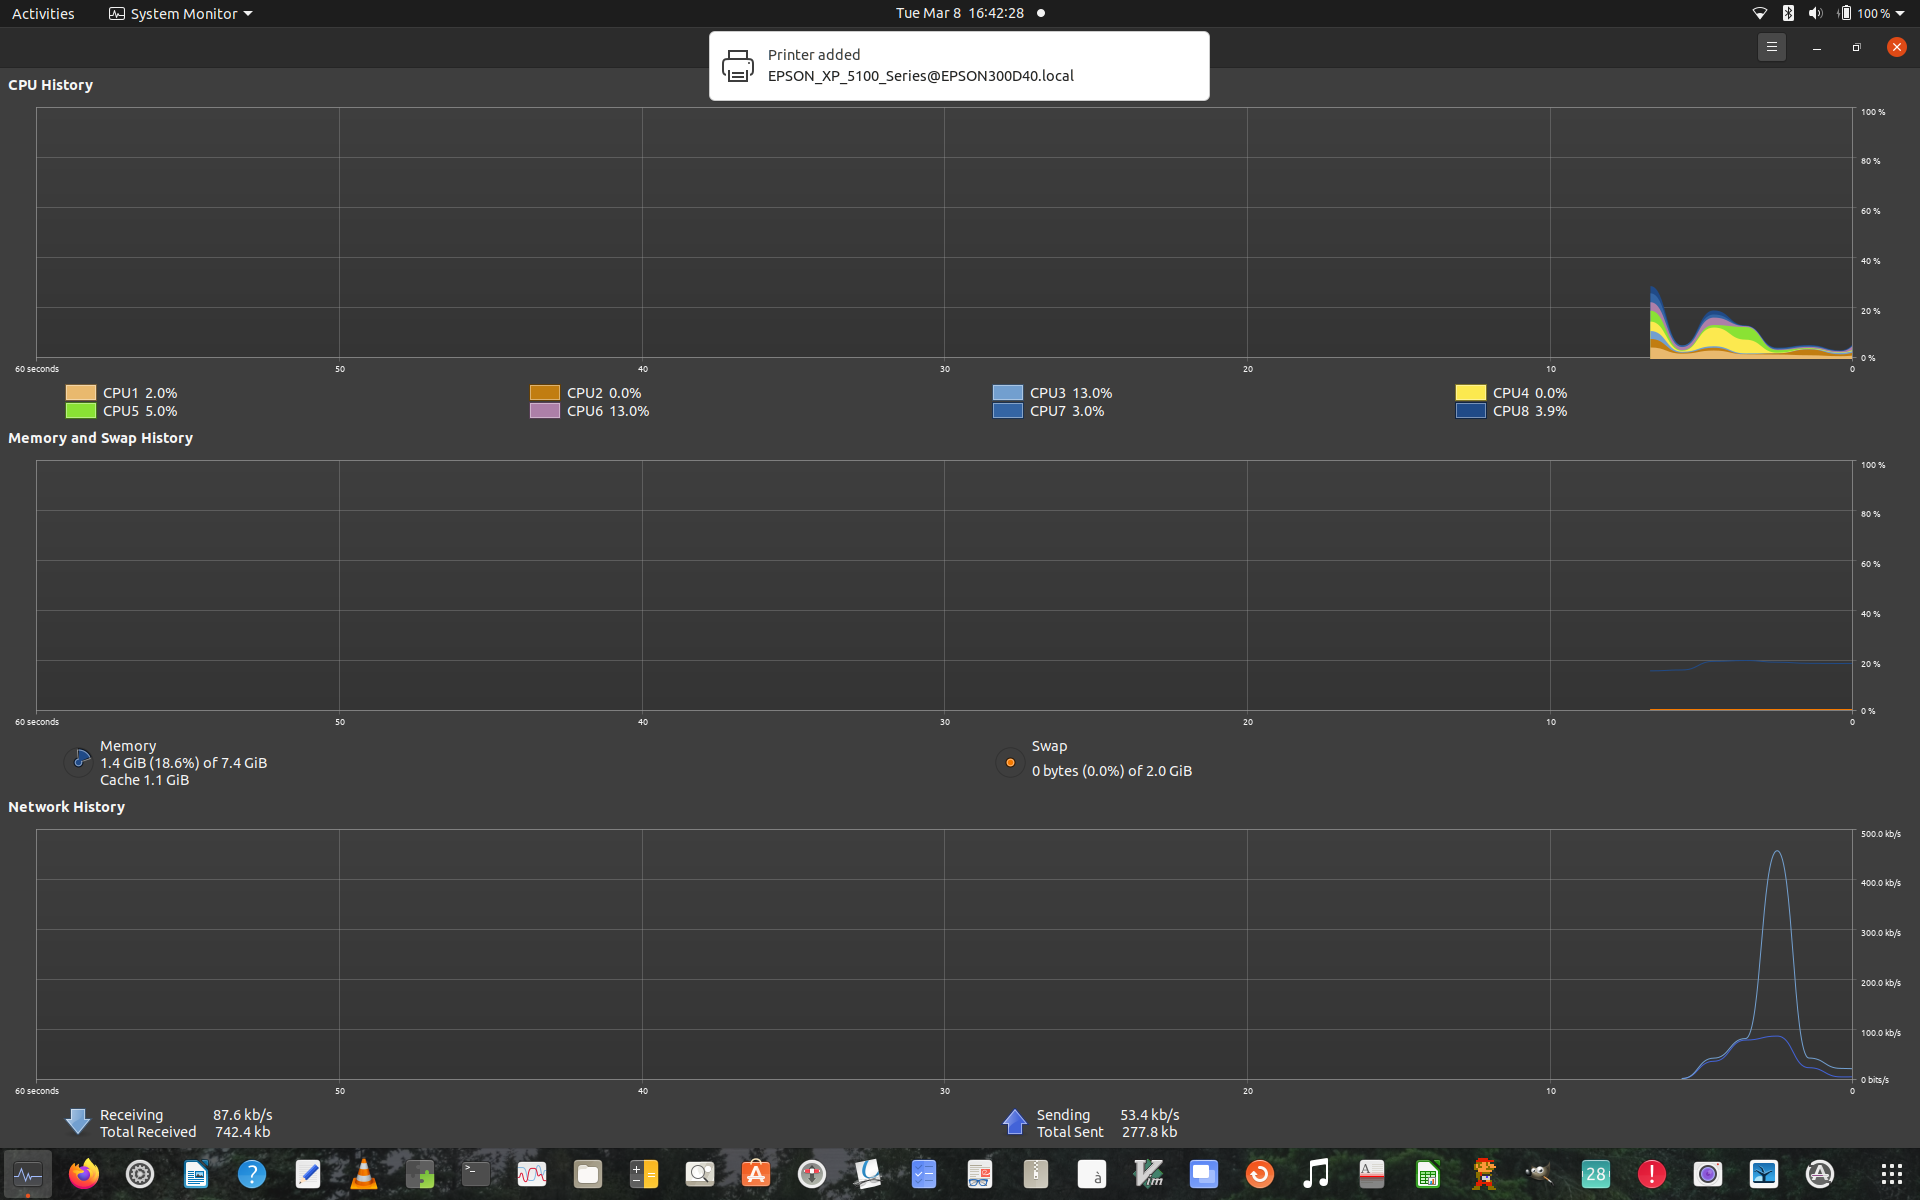 Activities
System Monitor
Tue Mar 8 16:42:28
100 %
Printer added
EPSON_XP_5100_Series@EPSON300D40.local
CPU History
100 %
80 %
60 %
40 %
20 %
0 %
60 seconds 50 40 30 20 10 0
CPU1 2.0% CPU2 0.0% CPU3 13.0% CPU4 0.0%
CPU5 5.0% CPU6 13.0% CPU7 3.0% CPU8 3.9%
Memory and Swap History
100 %
80 %
60 %
40 %
20 %
0 %
60 seconds 50 40 30 20 10 0
Memory
1.4 GiB (18.6%) of 7.4 GiB
Cache 1.1 GiB
Swap
0 bytes (0.0%) of 2.0 GiB
Network History
500.0 kb/s
400.0 kb/s
300.0 kb/s
200.0 kb/s
100.0 kb/s
0 bits/s
60 seconds 50 40 30 20 10 0
Receiving 87.6 kb/s
Total Received 742.4 kb
Sending 53.4 kb/s
Total Sent 277.8 kb
?
>_
à
Vim
A
28
!